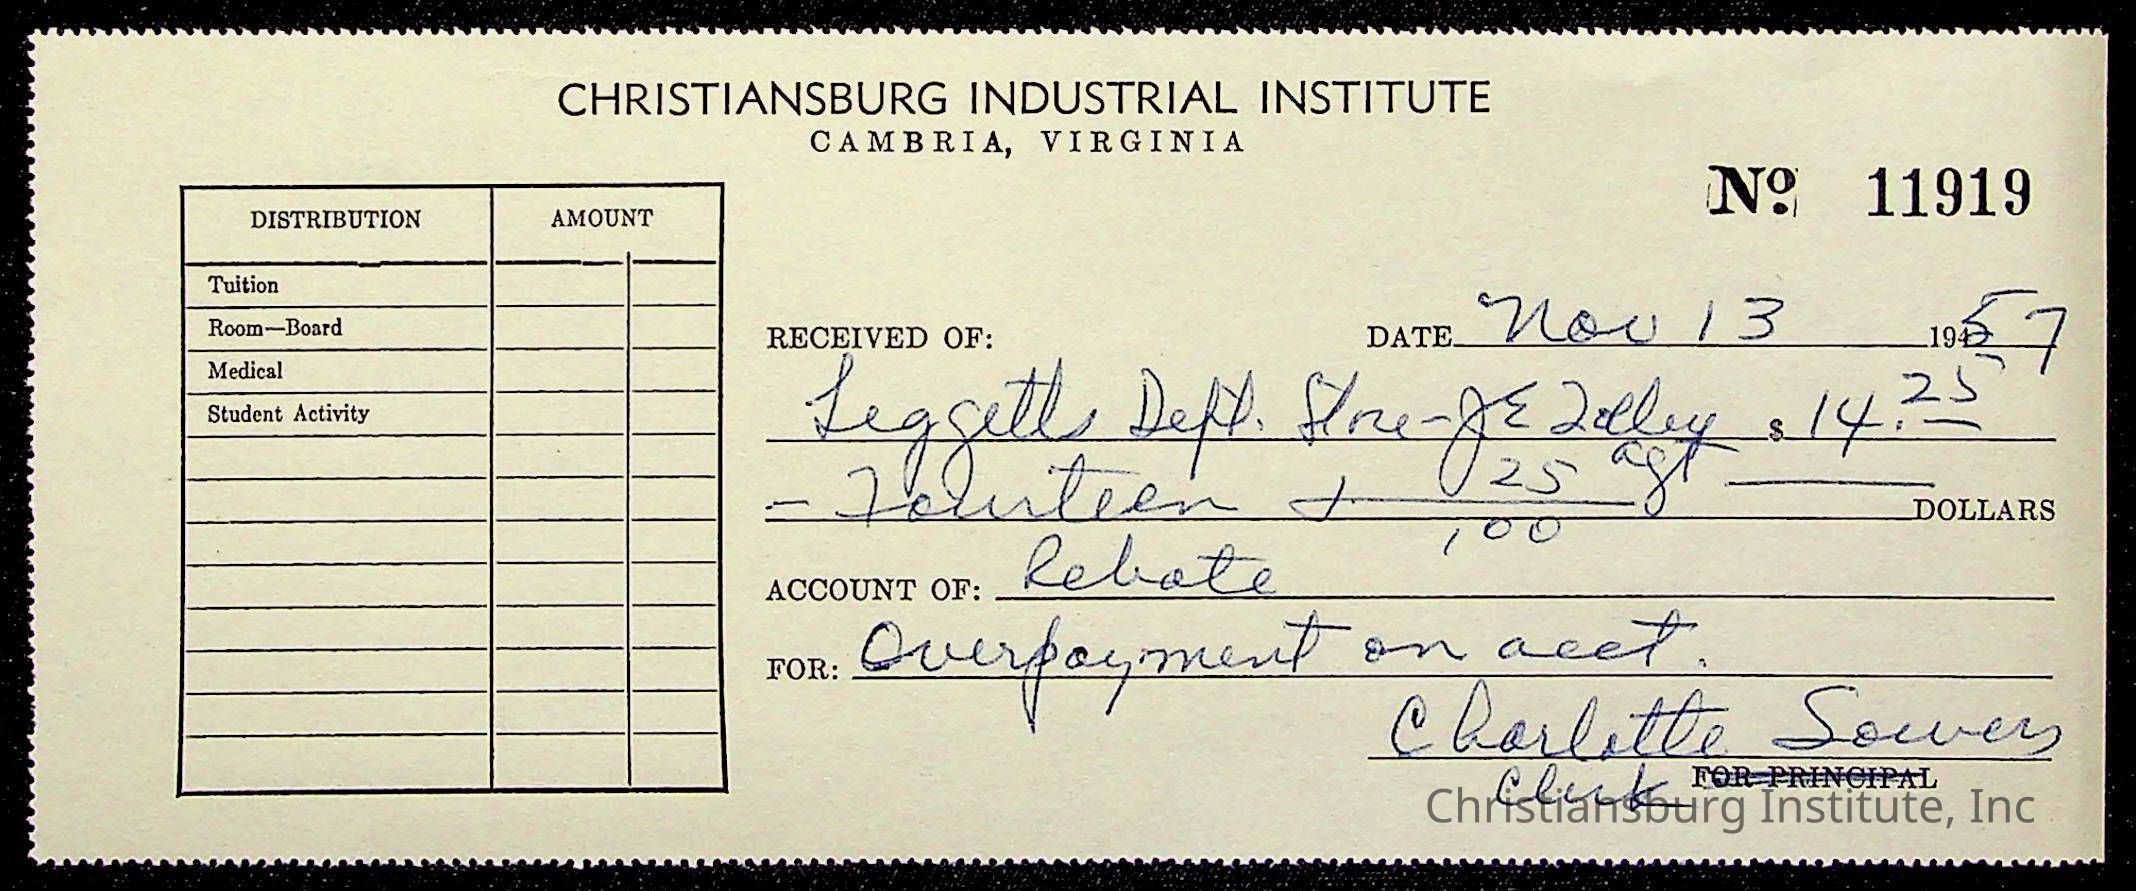 CHRISTIANSBURG INDUSTRIAL INSTITUTE
CAMBRIA, VIRGINIA
No. 11919
DISTRIBUTION AMOUNT
Tuition
Room—Board
Medical
Student Activity
RECEIVED OF: DATE Nov 13 1957
Leggetts Dept. Store - J E $ 14.25
agt
- Fourteen + 25/100 DOLLARS
ACCOUNT OF: Rebate
FOR: Overpayment on acct.
Charlotte Sowers
Clerk FOR PRINCIPAL
Christiansburg Institute, Inc